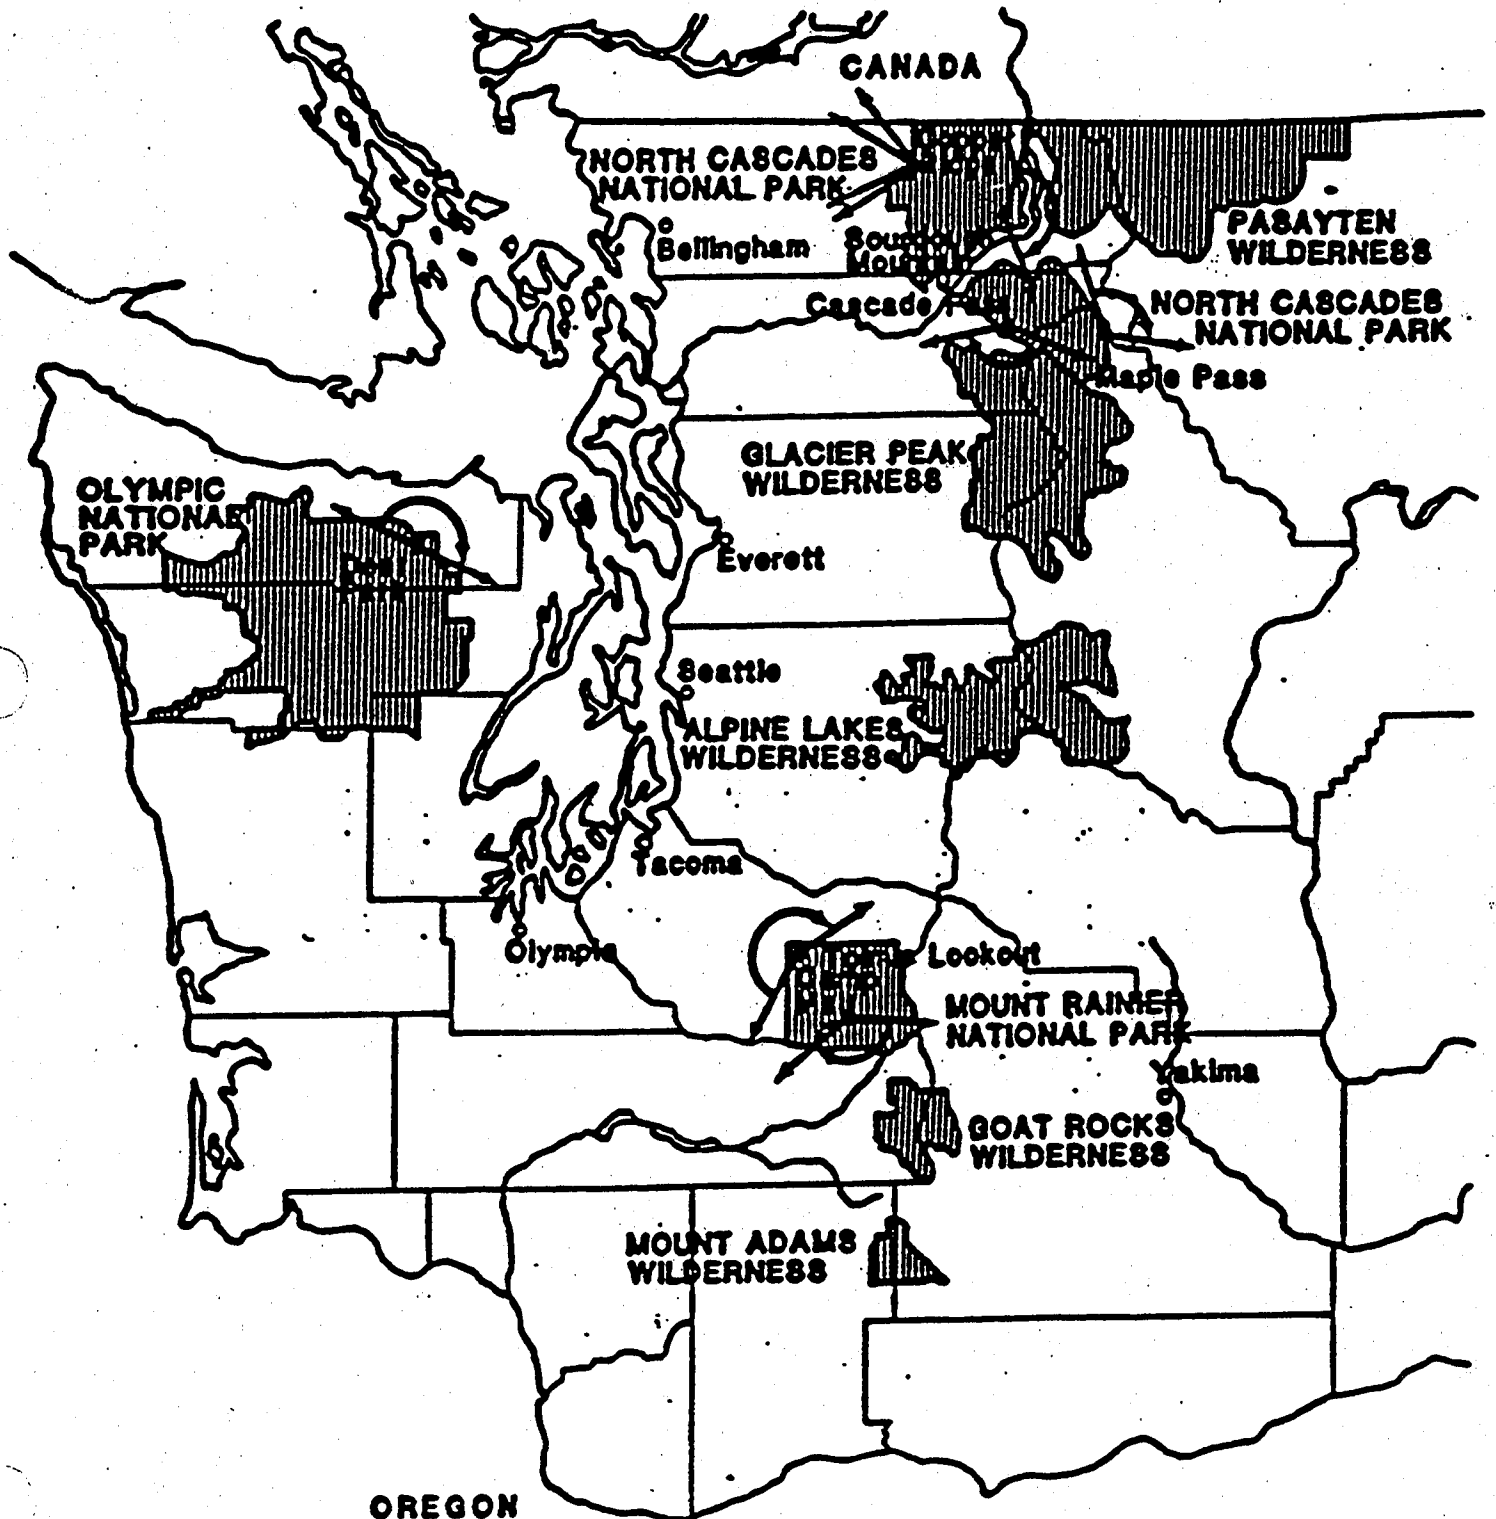 CANADA
NORTH CASCADES
NATIONAL PARK
PASAYTEN
WILDERNESS
Bellingham
Cascade
NORTH CASCADES
NATIONAL PARK
Maple Pass
GLACIER PEAK
WILDERNESS
OLYMPIC
NATIONAL
PARK
Everett
Seattle
ALPINE LAKES
WILDERNESS
Tacoma
Olympia
Lookout
MOUNT RAINIER
NATIONAL PARK
Yakima
GOAT ROCKS
WILDERNESS
MOUNT ADAMS
WILDERNESS
OREGON